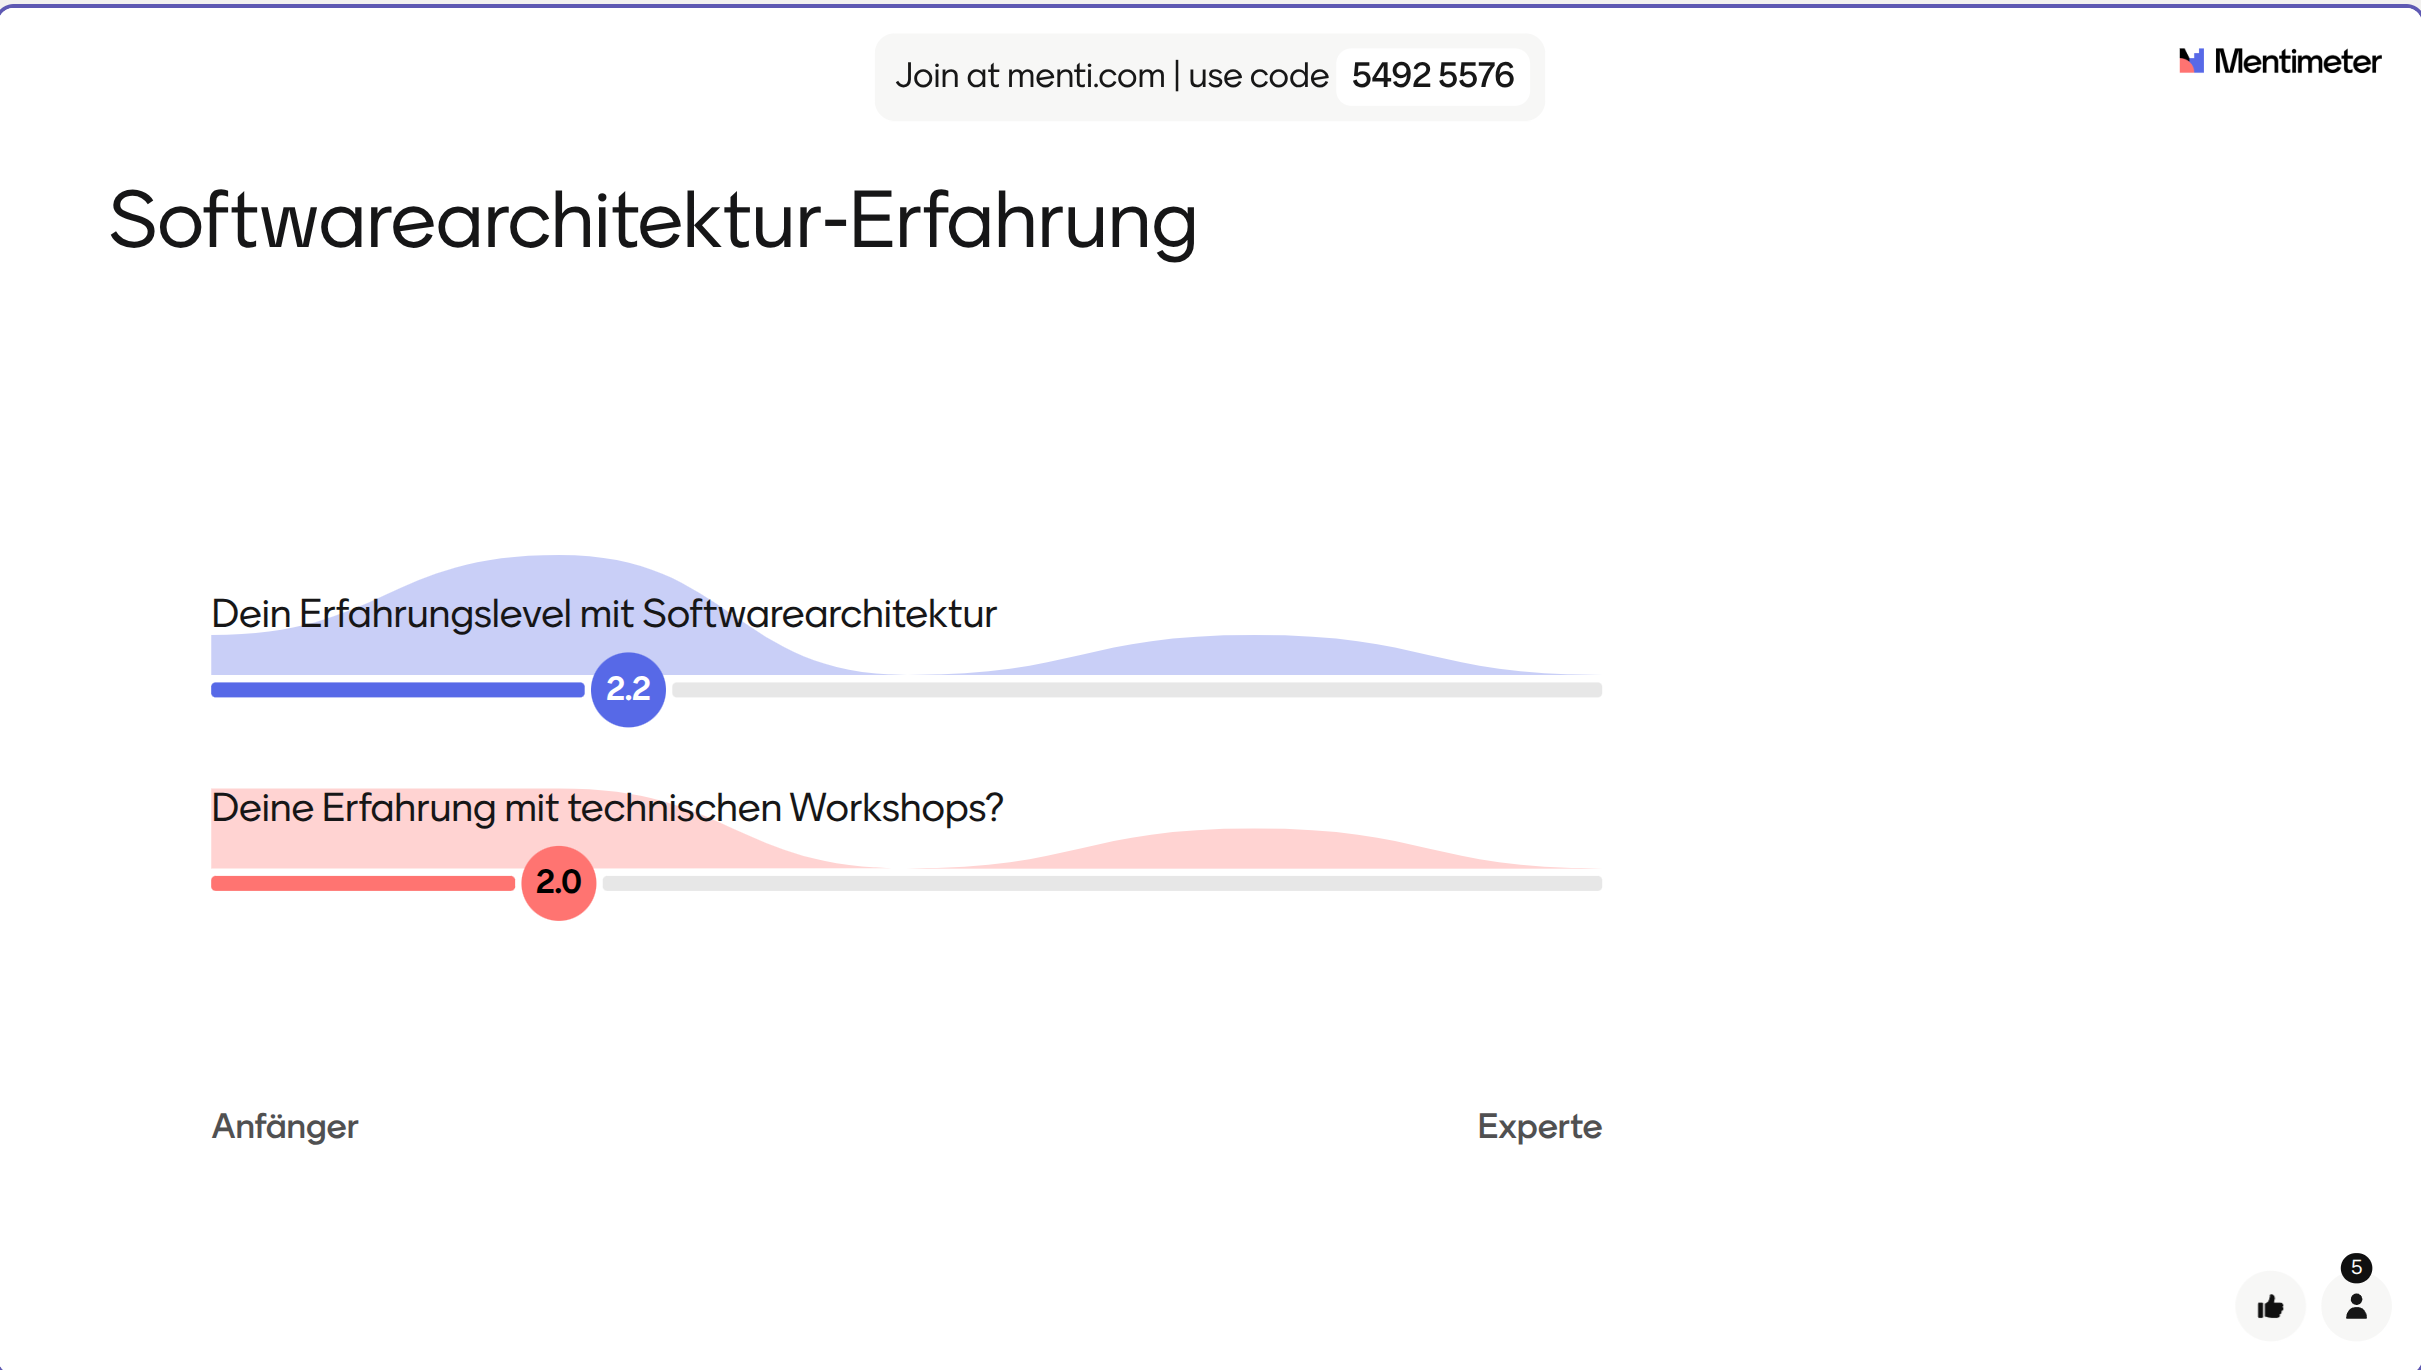 Join at menti.com | use code 5492 5576
Mentimeter
Softwarearchitektur-Erfahrung
Dein Erfahrungslevel mit Softwarearchitektur
2.2
Deine Erfahrung mit technischen Workshops?
2.0
Anfänger Experte
5